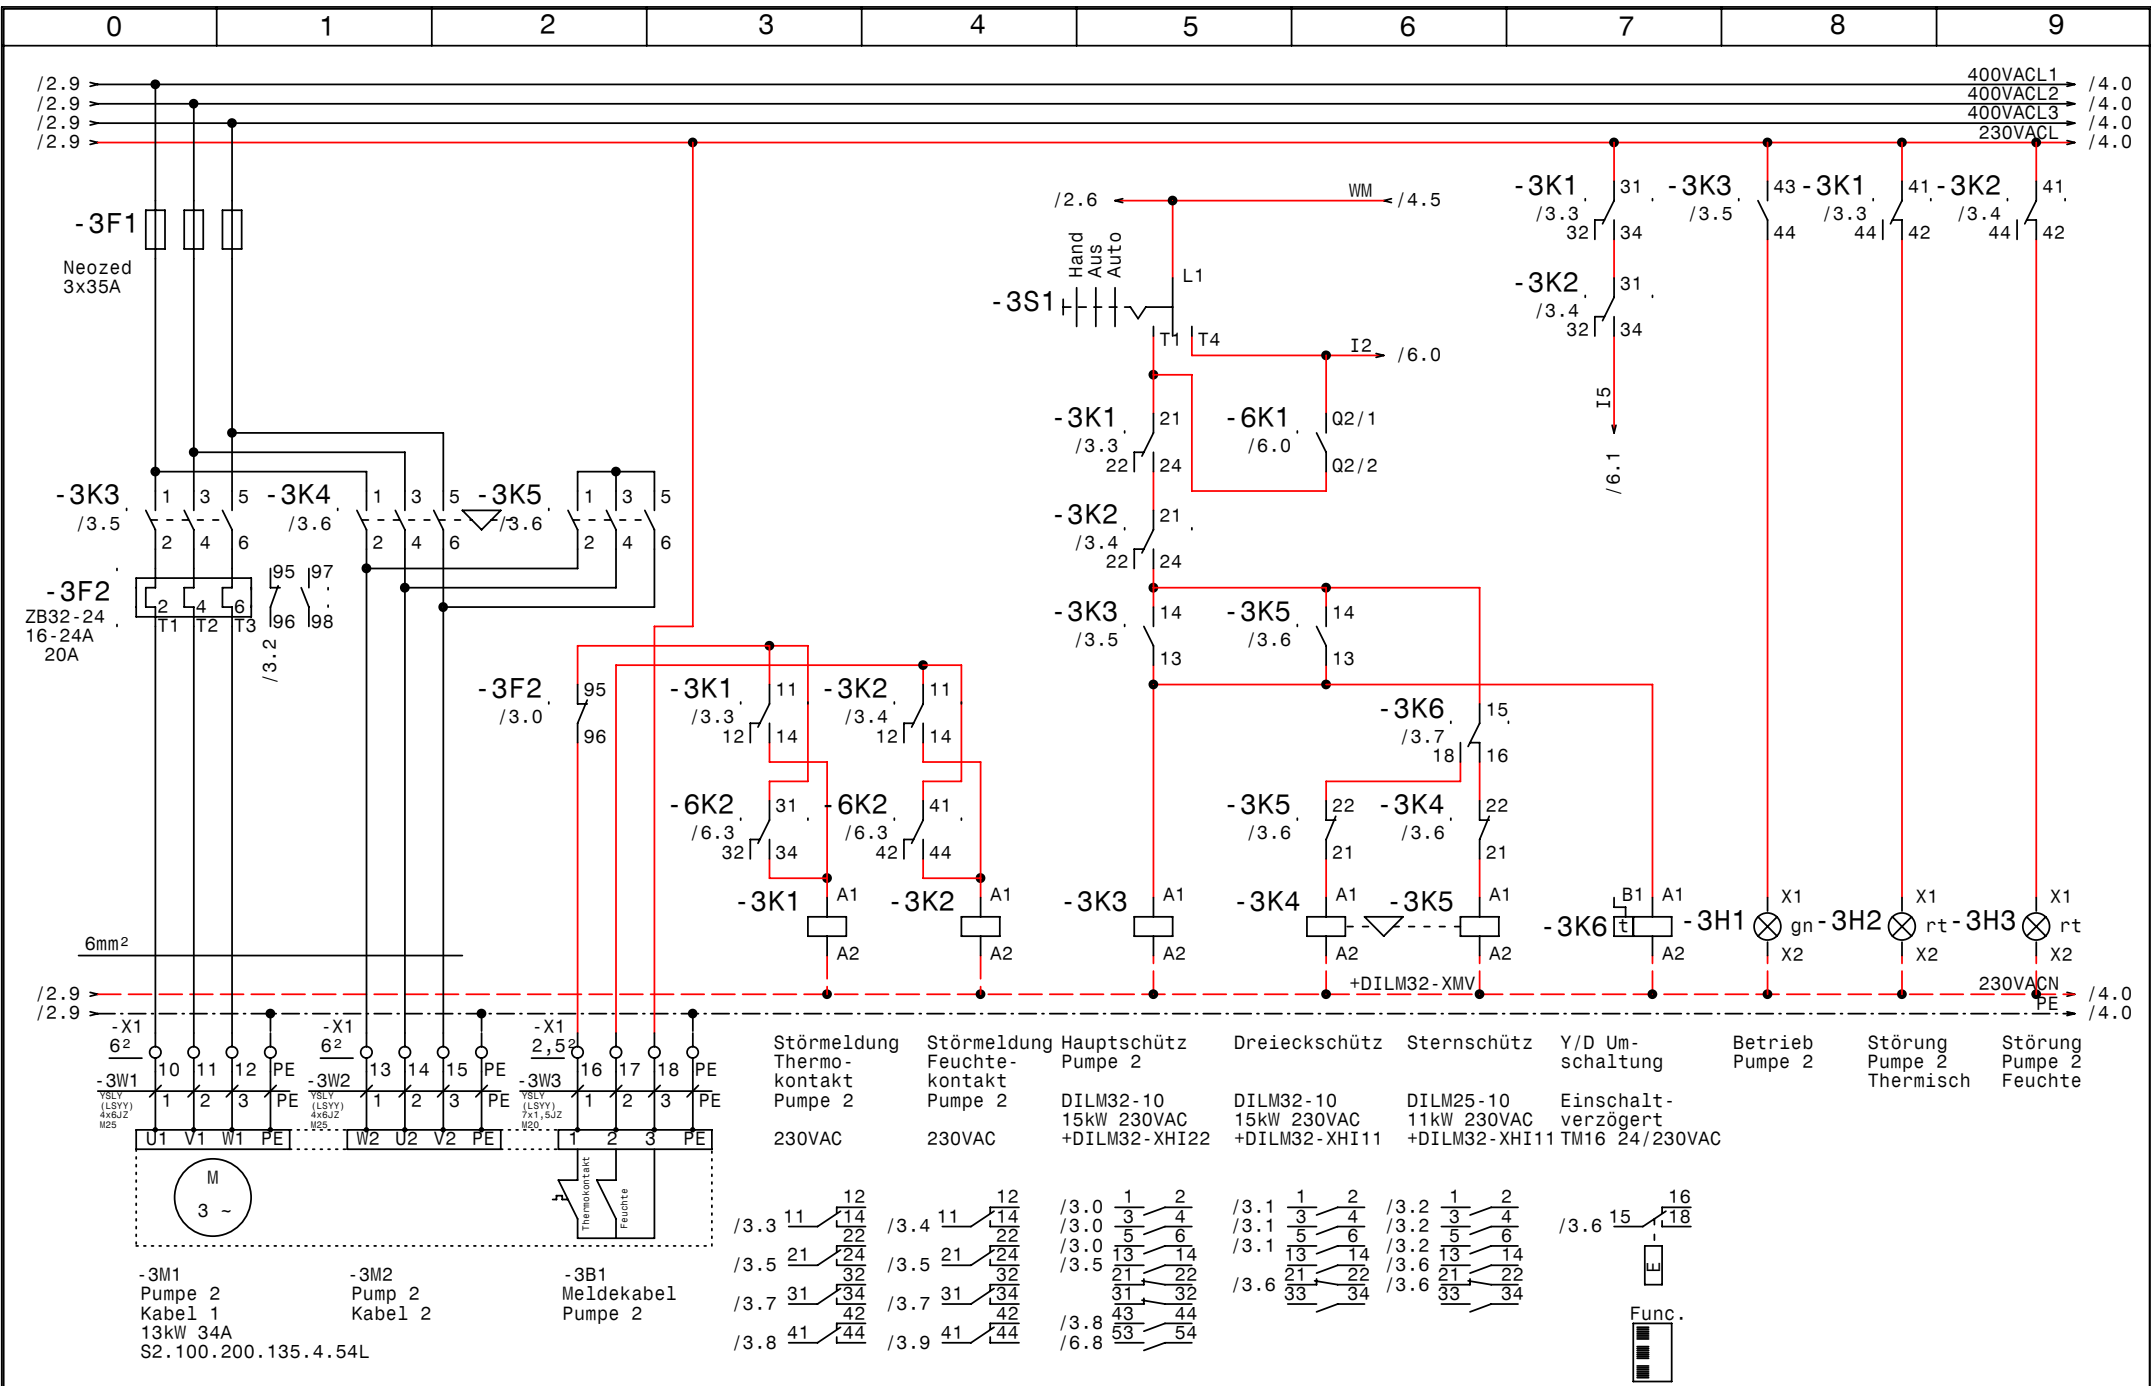 0 1 2 3 4 5 6 7 8 9
/2.9 400VACL1 /4.0
/2.9 400VACL2 /4.0
/2.9 400VACL3 /4.0
/2.9 230VACL /4.0
/2.6 WM /4.5
-3K1 31 -3K3 43 -3K1 41 -3K2 41
/3.3 /3.5 /3.3 /3.4
32 34 44 44 42 44 42
-3F1
Neozed
3x35A
Hand
Aus
Auto
L1
-3S1
T1 T4
I2 /6.0
-3K2 31
/3.4
32 34
I5
/6.1
-3K1 21 -6K1 Q2/1
/3.3 /6.0
22 24 Q2/2
-3K3 1 3 5 -3K4 1 3 5 -3K5 1 3 5
/3.5 /3.6 /3.6
2 4 6 2 4 6 2 4 6
-3K2 21
/3.4
22 24
-3F2 2 4 6 95 97
ZB32-24 T1 T2 T3 96 98
16-24A
20A
/3.2
-3K3 14 -3K5 14
/3.5 /3.6
13 13
-3F2 95 -3K1 11 -3K2 11
/3.0 /3.3 /3.4
96 12 14 12 14
-3K6 15
/3.7
18 16
-6K2 31 -6K2 41 -3K5 22 -3K4 22
/6.3 /6.3 /3.6 /3.6
32 34 42 44 21 21
-3K1 A1 -3K2 A1 -3K3 A1 -3K4 A1 -3K5 A1 -3K6 B1 A1 t -3H1 X1 gn -3H2 X1 rt -3H3 X1 rt
A2 A2 A2 A2 A2 A2 X2 X2 X2
6mm²
+DILM32-XMV
/2.9 230VACN /4.0
/2.9 PE /4.0
-X1 -X1 -X1
6² 6² 2,5²
10 11 12 PE 13 14 15 PE 16 17 18 PE
-3W1 1 2 3 PE -3W2 1 2 3 PE -3W3 1 2 3 PE
YSLY YSLY YSLY
(LSYY) (LSYY) (LSYY)
4x6JZ 4x6JZ 7x1,5JZ
M25 M25 M20
U1 V1 W1 PE W2 U2 V2 PE 1 2 3 PE
M
3 ~
Thermokontakt
Feuchte
-3M1
Pumpe 2
Kabel 1
13kW 34A
S2.100.200.135.4.54L
-3M2
Pump 2
Kabel 2
-3B1
Meldekabel
Pumpe 2
Störmeldung
Thermo-
kontakt
Pumpe 2
230VAC
Störmeldung
Feuchte-
kontakt
Pumpe 2
230VAC
Hauptschütz
Pumpe 2
DILM32-10
15kW 230VAC
+DILM32-XHI22
Dreieckschütz
DILM32-10
15kW 230VAC
+DILM32-XHI11
Sternschütz
DILM25-10
11kW 230VAC
+DILM32-XHI11
Y/D Um-
schaltung
Einschalt-
verzögert
TM16 24/230VAC
Betrieb
Pumpe 2
Störung
Pumpe 2
Thermisch
Störung
Pumpe 2
Feuchte
/3.3 11 12 14
/3.5 21 22 24
/3.7 31 32 34
/3.8 41 42 44
/3.4 11 12 14
/3.5 21 22 24
/3.7 31 32 34
/3.9 41 42 44
/3.0 1 2
/3.0 3 4
/3.0 5 6
/3.5 13 14
21 22
31 32
/3.8 43 44
/6.8 53 54
/3.1 1 2
/3.1 3 4
/3.1 5 6
13 14
/3.6 21 22
33 34
/3.2 1 2
/3.2 3 4
/3.2 5 6
/3.6 13 14
/3.6 21 22
33 34
/3.6 15 16 18
E
Func.